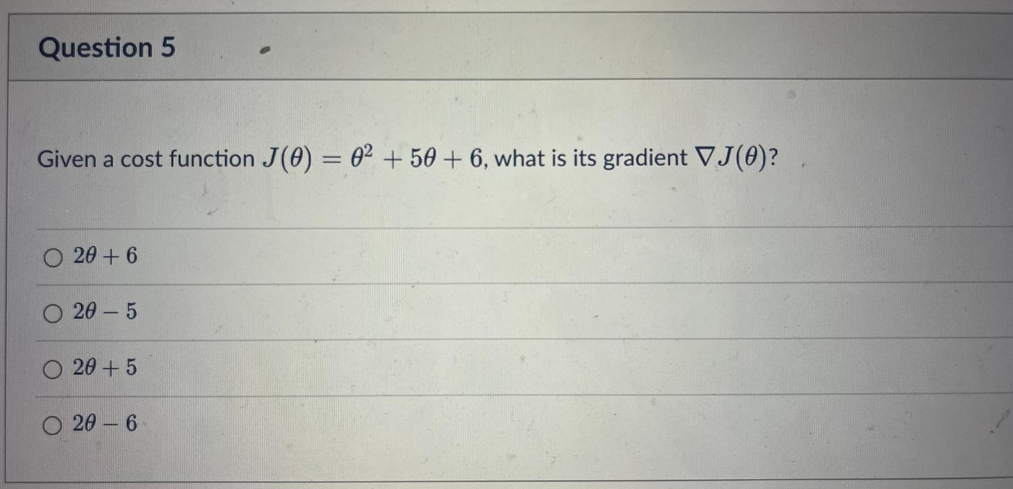 Question 5
Given a cost function J(θ) = θ² + 5θ + 6, what is its gradient ∇J(θ)?
2θ + 6
2θ – 5
2θ + 5
2θ – 6